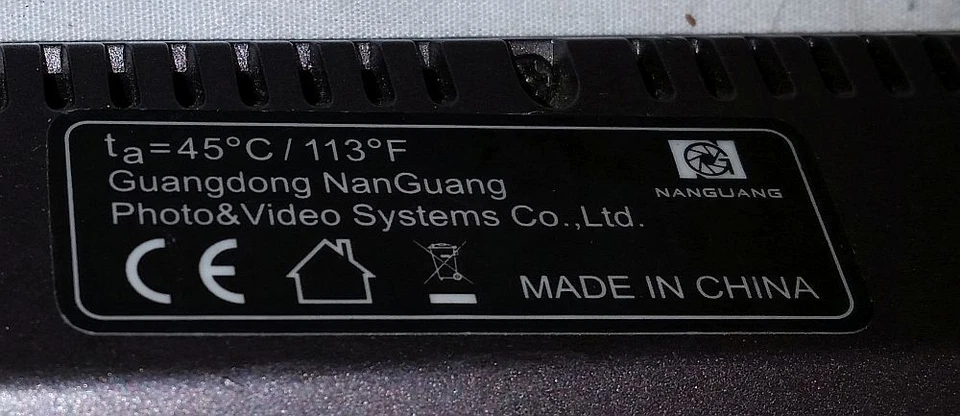 ta=45°C / 113°F
Guangdong NanGuang
Photo&Video Systems Co.,Ltd.
NANGUANG
CE
MADE IN CHINA